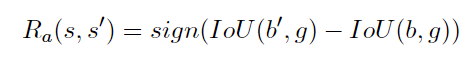 R_a(s, s′) = sign(IoU(b′, g) − IoU(b, g))